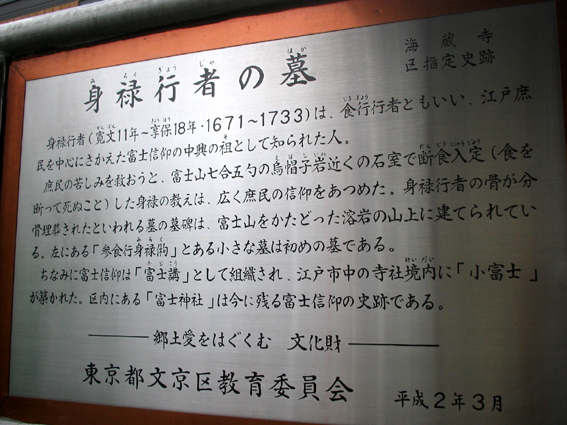 海蔵寺
区指定史跡
身禄行者の墓
身禄行者(寛文11年~享保18年・1671~1733)は、食行行者ともいい、江戸庶
民を中心にさかえた富士信仰の中興の祖として知られた人。
庶民の苦しみを救おうと、富士山七合五勺の烏帽子岩近くの石室で断食入定(食を
断って死ぬこと)した身禄の教えは、広く庶民の信仰をあつめた。身禄行者の骨が分
骨埋葬されたといわれる墓の墓碑は、富士山をかたどった溶岩の山上に建てられてい
る。左にある「参食行身禄䬟」とある小さな墓は初めの墓である。
ちなみに富士信仰は「富士講」として組織され、江戸市中の寺社境内に「小富士」
が築かれた。区内にある「富士神社」は今に残る富士信仰の史跡である。
郷土愛をはぐくむ 文化財
東京都文京区教育委員会
平成2年3月